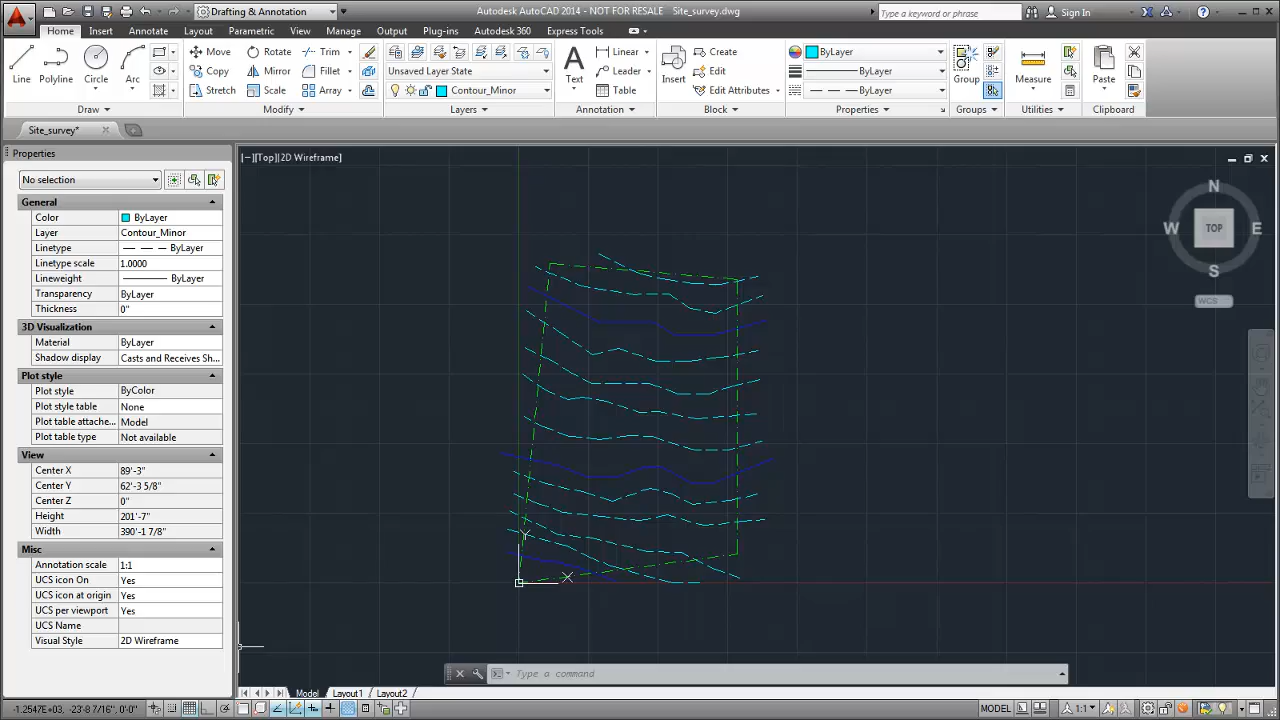 Drafting & Annotation
Autodesk AutoCAD 2014 - NOT FOR RESALE Site_survey.dwg
Type a keyword or phrase
Sign In
Home Insert Annotate Layout Parametric View Manage Output Plug-ins Autodesk 360 Express Tools
Line Polyline Circle Arc
Move Rotate Trim
Copy Mirror Fillet
Stretch Scale Array
Unsaved Layer State
Contour_Minor
Text
Linear
Leader
Table
Insert
Create
Edit
Edit Attributes
ByLayer
ByLayer
ByLayer
Group
Measure
Paste
Draw Modify Layers Annotation Block Properties Groups Utilities Clipboard
Site_survey*
Properties
No selection
General
Color ByLayer
Layer Contour_Minor
Linetype ByLayer
Linetype scale 1.0000
Lineweight ByLayer
Transparency ByLayer
Thickness 0"
3D Visualization
Material ByLayer
Shadow display Casts and Receives Sh...
Plot style
Plot style ByColor
Plot style table None
Plot table attache... Model
Plot table type Not available
View
Center X 89'-3"
Center Y 62'-3 5/8"
Center Z 0"
Height 201'-7"
Width 390'-1 7/8"
Misc
Annotation scale 1:1
UCS icon On Yes
UCS icon at origin Yes
UCS per viewport Yes
UCS Name
Visual Style 2D Wireframe
[−][Top][2D Wireframe]
N
W TOP E
S
WCS
Y
X
Type a command
Model Layout1 Layout2
-1.2547E+03, -23'-8 7/16", 0'-0"
MODEL
1:1